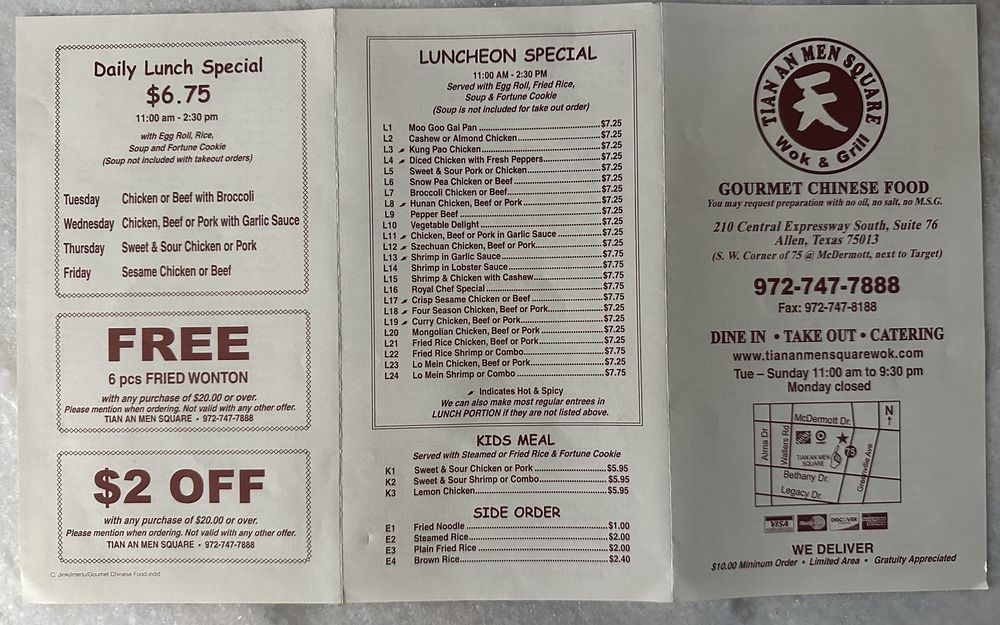 Daily Lunch Special
$6.75
11:00 am - 2:30 pm
with Egg Roll, Rice,
Soup and Fortune Cookie
(Soup not included with takeout orders)
Tuesday Chicken or Beef with Broccoli
Wednesday Chicken, Beef or Pork with Garlic Sauce
Thursday Sweet & Sour Chicken or Pork
Friday Sesame Chicken or Beef
FREE
6 pcs FRIED WONTON
with any purchase of $20.00 or over.
Please mention when ordering. Not valid with any other offer.
TIAN AN MEN SQUARE • 972-747-7888
$2 OFF
with any purchase of $20.00 or over.
Please mention when ordering. Not valid with any other offer.
TIAN AN MEN SQUARE • 972-747-7888
C: Jinkı/menu/Goumet Chinese Food.indd
LUNCHEON SPECIAL
11:00 AM - 2:30 PM
Served with Egg Roll, Fried Rice,
Soup & Fortune Cookie
(Soup is not included for take out order)
L1 Moo Goo Gai Pan $7.25
L2 Cashew or Almond Chicken $7.25
L3 Kung Pao Chicken $7.25
L4 Diced Chicken with Fresh Peppers $7.25
L5 Sweet & Sour Pork or Chicken $7.25
L6 Snow Pea Chicken or Beef $7.25
L7 Broccoli Chicken or Beef $7.25
L8 Hunan Chicken, Beef or Pork $7.25
L9 Pepper Beef $7.25
L10 Vegetable Delight $7.25
L11 Chicken, Beef or Pork in Garlic Sauce $7.25
L12 Szechuan Chicken, Beef or Pork $7.25
L13 Shrimp in Garlic Sauce $7.75
L14 Shrimp in Lobster Sauce $7.75
L15 Shrimp & Chicken with Cashew $7.75
L16 Royal Chef Special $7.75
L17 Crisp Sesame Chicken or Beef $7.75
L18 Four Season Chicken, Beef or Pork $7.25
L19 Curry Chicken, Beef or Pork $7.25
L20 Mongolian Chicken, Beef or Pork $7.25
L21 Fried Rice Chicken, Beef or Pork $7.25
L22 Fried Rice Shrimp or Combo $7.75
L23 Lo Mein Chicken, Beef or Pork $7.25
L24 Lo Mein Shrimp or Combo $7.75
Indicates Hot & Spicy
We can also make most regular entrees in
LUNCH PORTION if they are not listed above.
KIDS MEAL
Served with Steamed or Fried Rice & Fortune Cookie
K1 Sweet & Sour Chicken or Pork $5.95
K2 Sweet & Sour Shrimp or Combo $5.95
K3 Lemon Chicken $5.95
SIDE ORDER
E1 Fried Noodle $1.00
E2 Steamed Rice $2.00
E3 Plain Fried Rice $2.00
E4 Brown Rice $2.40
TIAN AN MEN SQUARE
天
Wok & Grill
GOURMET CHINESE FOOD
You may request preparation with no oil, no salt, no M.S.G.
210 Central Expressway South, Suite 76
Allen, Texas 75013
(S. W. Corner of 75 @ McDermott, next to Target)
972-747-7888
Fax: 972-747-8188
DINE IN • TAKE OUT • CATERING
www.tiananmensquarewok.com
Tue – Sunday 11:00 am to 9:30 pm
Monday closed
McDermott Dr.
N
Alma Dr
Watters Rd
TIAN AN MEN
SQUARE
75
Greenville Ave
Bethany Dr.
Legacy Dr.
VISA
MasterCard
DISCOVER
WE DELIVER
$10.00 Mininum Order • Limited Area • Gratuity Appreciated